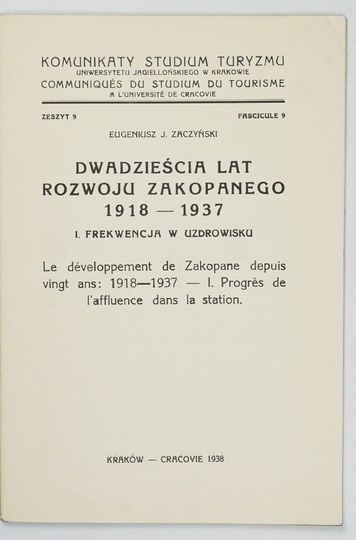 KOMUNIKATY STUDIUM TURYZMU
UNIWERSYTETU JAGIELLOŃSKIEGO W KRAKOWIE
COMMUNIQUÉS DU STUDIUM DU TOURISME
A L'UNIVERSITÉ DE CRACOVIE
ZESZYT 9 FASCICULE 9
EUGENIUSZ J. ZACZYŃSKI
DWADZIEŚCIA LAT
ROZWOJU ZAKOPANEGO
1918 — 1937
I. FREKWENCJA W UZDROWISKU
Le développement de Zakopane depuis
vingt ans: 1918—1937 — I. Progrès de
l'affluence dans la station.
KRAKÓW — CRACOVIE 1938